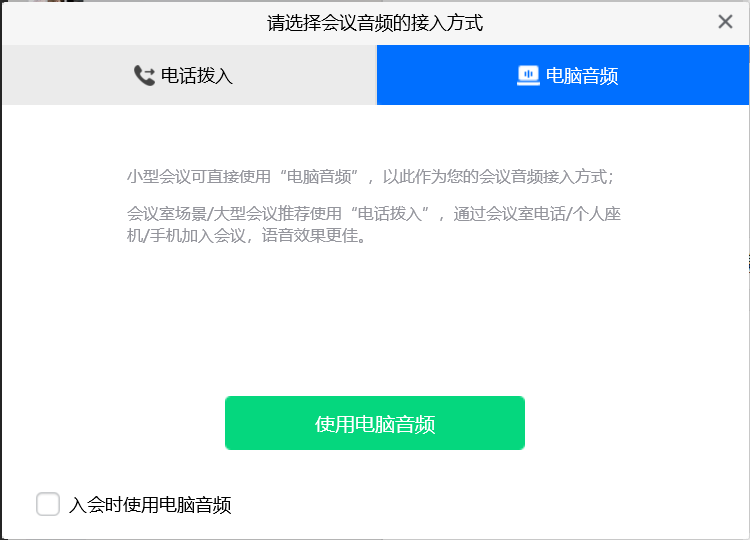 请选择会议音频的接入方式
电话拨入
电脑音频
小型会议可直接使用“电脑音频”，以此作为您的会议音频接入方式；
会议室场景/大型会议推荐使用“电话拨入”，通过会议室电话/个人座
机/手机加入会议，语音效果更佳。
使用电脑音频
入会时使用电脑音频